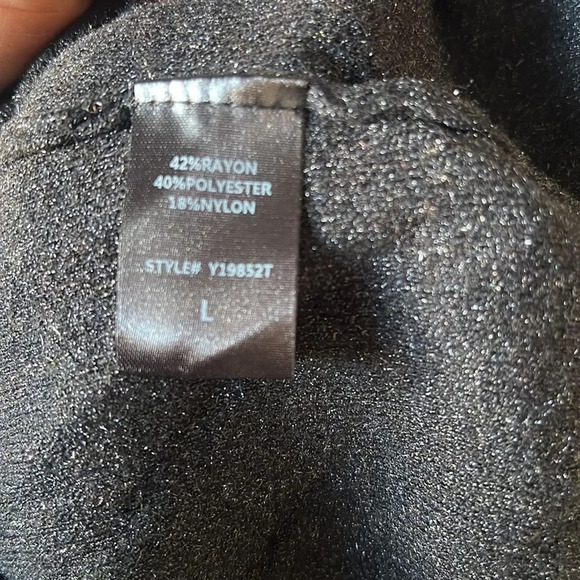 42%RAYON
40%POLYESTER
18%NYLON
STYLE# Y19852T
L